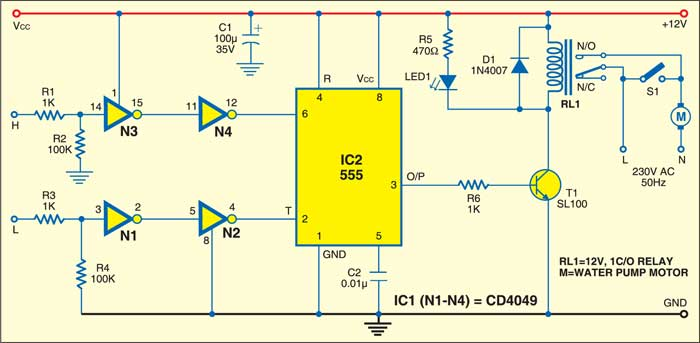 VCC
+12V
C1
100µ
35V
R5
470Ω
D1
1N4007
LED1
N/O
N/C
RL1
S1
M
L
N
230V AC
50Hz
R1
1K
H
R2
100K
14
1
15
N3
11
12
N4
R
4
VCC
8
6
IC2
555
3
O/P
R6
1K
T1
SL100
R3
1K
L
R4
100K
3
2
N1
5
4
N2
8
T
2
1
GND
5
C2
0.01µ
IC1 (N1-N4) = CD4049
RL1=12V, 1C/O RELAY
M=WATER PUMP MOTOR
GND